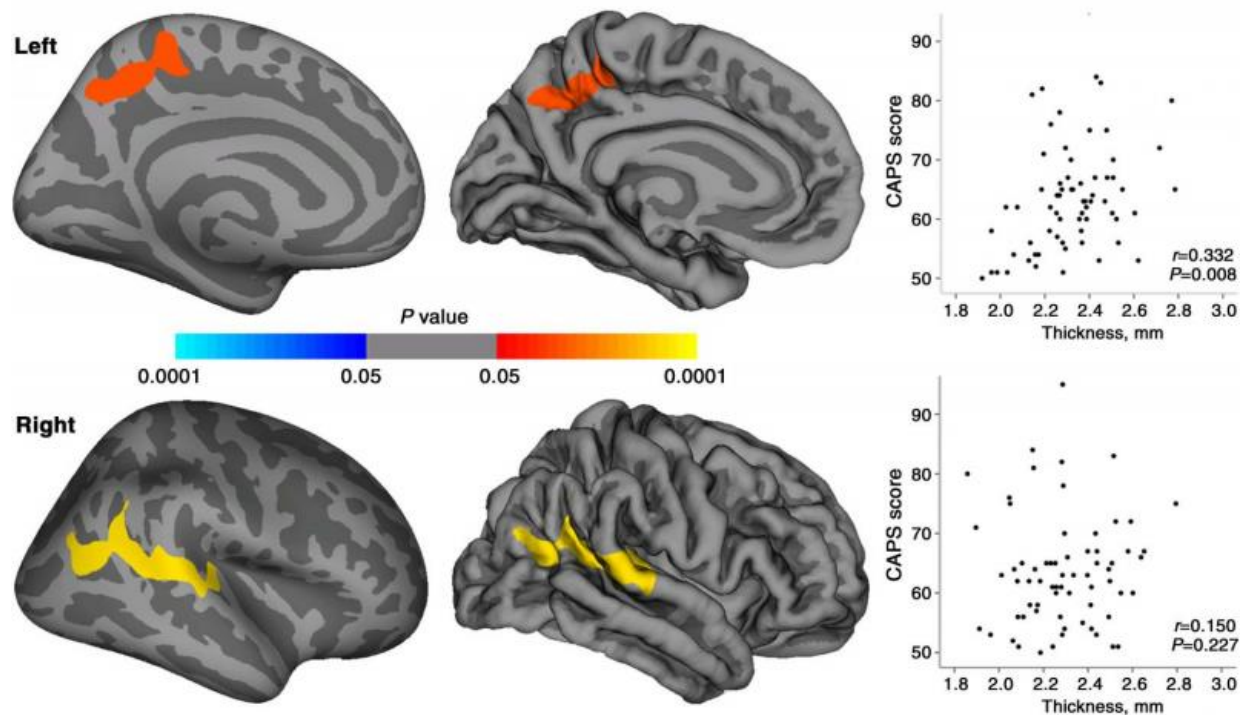 Left
90
80
70
60
50
CAPS score
r=0.332
P=0.008
1.8 2.0 2.2 2.4 2.6 2.8 3.0
Thickness, mm
P value
0.0001 0.05 0.05 0.0001
Right
90
80
70
60
50
CAPS score
r=0.150
P=0.227
1.8 2.0 2.2 2.4 2.6 2.8 3.0
Thickness, mm